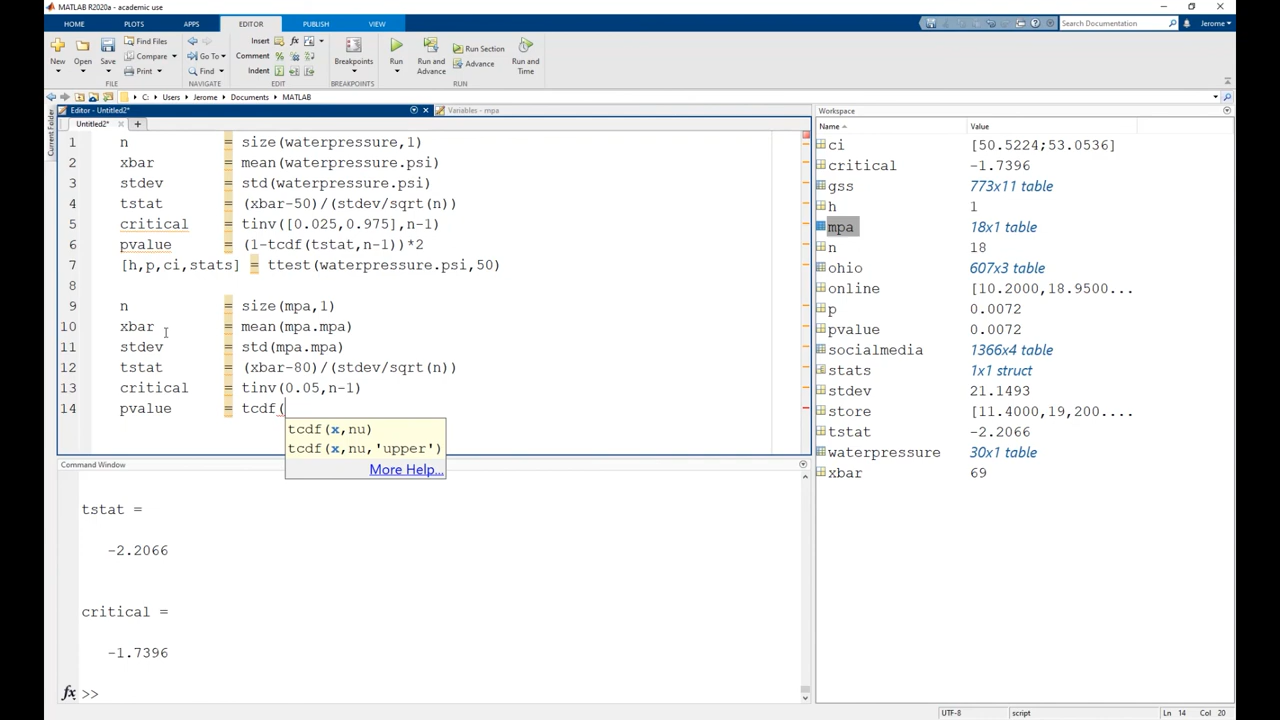 MATLAB R2020a - academic use
HOME PLOTS APPS EDITOR PUBLISH VIEW Search Documentation Jerome
New Open Save Find Files Compare Print Go To Find Insert Comment Indent Breakpoints Run Run and Advance Run Section Advance Run and Time
FILE NAVIGATE EDIT BREAKPOINTS RUN
C: Users Jerome Documents MATLAB
Current Folder
Editor - Untitled2* Variables - mpa
Untitled2* +
1 n = size(waterpressure,1)
2 xbar = mean(waterpressure.psi)
3 stdev = std(waterpressure.psi)
4 tstat = (xbar-50)/(stdev/sqrt(n))
5 critical = tinv([0.025,0.975],n-1)
6 pvalue = (1-tcdf(tstat,n-1))*2
7 [h,p,ci,stats] = ttest(waterpressure.psi,50)
8
9 n = size(mpa,1)
10 xbar = mean(mpa.mpa)
11 stdev = std(mpa.mpa)
12 tstat = (xbar-80)/(stdev/sqrt(n))
13 critical = tinv(0.05,n-1)
14 pvalue = tcdf(
tcdf(x,nu)
tcdf(x,nu,'upper')
More Help...
Command Window
tstat =
-2.2066
critical =
-1.7396
fx >>
Workspace
Name Value
ci [50.5224;53.0536]
critical -1.7396
gss 773x11 table
h 1
mpa 18x1 table
n 18
ohio 607x3 table
online [10.2000,18.9500...
p 0.0072
pvalue 0.0072
socialmedia 1366x4 table
stats 1x1 struct
stdev 21.1493
store [11.4000,19,200....
tstat -2.2066
waterpressure 30x1 table
xbar 69
UTF-8 script Ln 14 Col 20